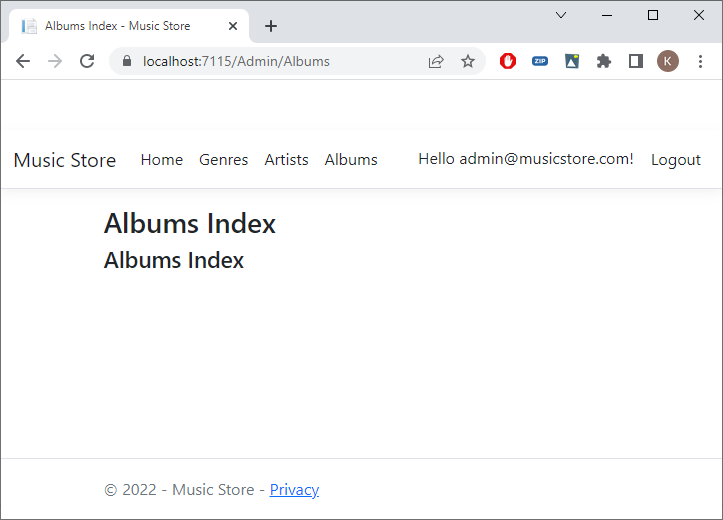 Albums Index - Music Store
localhost:7115/Admin/Albums
ZIP
K
Music Store Home Genres Artists Albums Hello admin@musicstore.com! Logout
Albums Index
Albums Index
© 2022 - Music Store - Privacy